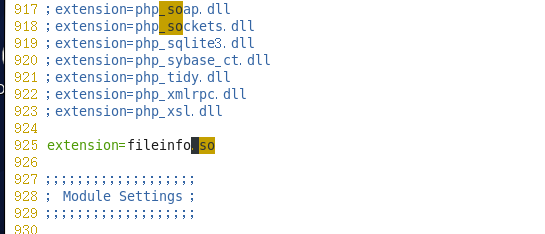 917 ;extension=php_soap.dll
918 ;extension=php_sockets.dll
919 ;extension=php_sqlite3.dll
920 ;extension=php_sybase_ct.dll
921 ;extension=php_tidy.dll
922 ;extension=php_xmlrpc.dll
923 ;extension=php_xsl.dll
924
925 extension=fileinfo.so
926
927 ;;;;;;;;;;;;;;;;;;;
928 ; Module Settings ;
929 ;;;;;;;;;;;;;;;;;;;
930